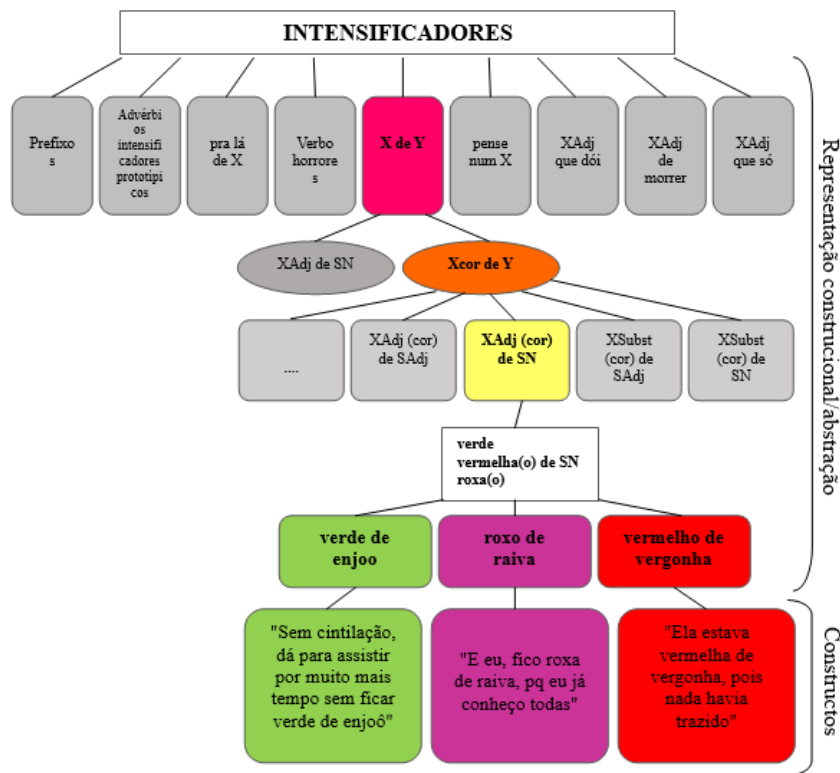 INTENSIFICADORES
Prefixo
s
Advérbi
os
intensifi
cadores
prototípi
cos
pra lá
de X
Verbo
horrore
s
X de Y
pense
num X
XAdj
que dói
XAdj
de
morrer
XAdj
que só
XAdj de SN
Xcor de Y
....
XAdj (cor)
de SAdj
XAdj (cor)
de SN
XSubst
(cor) de
SAdj
XSubst
(cor) de
SN
verde
vermelha(o) de SN
roxa(o)
verde de
enjoo
roxo de
raiva
vermelho de
vergonha
"Sem cintilação,
dá para assistir
por muito mais
tempo sem ficar
verde de enjoô"
"E eu, fico roxa
de raiva, pq eu já
conheço todas"
"Ela estava
vermelha de
vergonha, pois
nada havia
trazido"
Representação construcional/abstração
Constructos